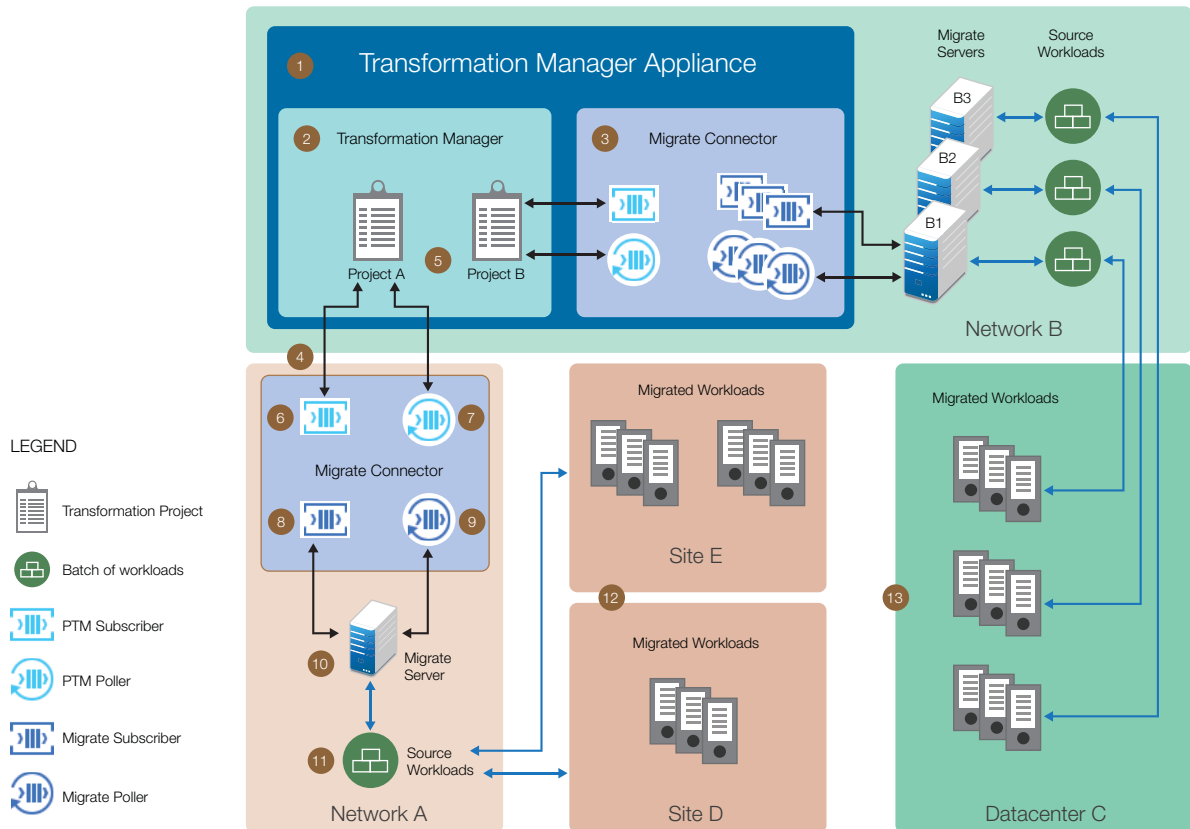 1
Transformation Manager Appliance
Migrate
Servers
Source
Workloads
B3
B2
B1
2
Transformation Manager
3
Migrate Connector
5
Project A
Project B
Network B
4
6
7
Migrate Connector
8
9
10
Migrate
Server
11
Source
Workloads
Network A
Migrated Workloads
Site E
12
Migrated Workloads
Site D
Migrated Workloads
13
Datacenter C
LEGEND
Transformation Project
Batch of workloads
PTM Subscriber
PTM Poller
Migrate Subscriber
Migrate Poller